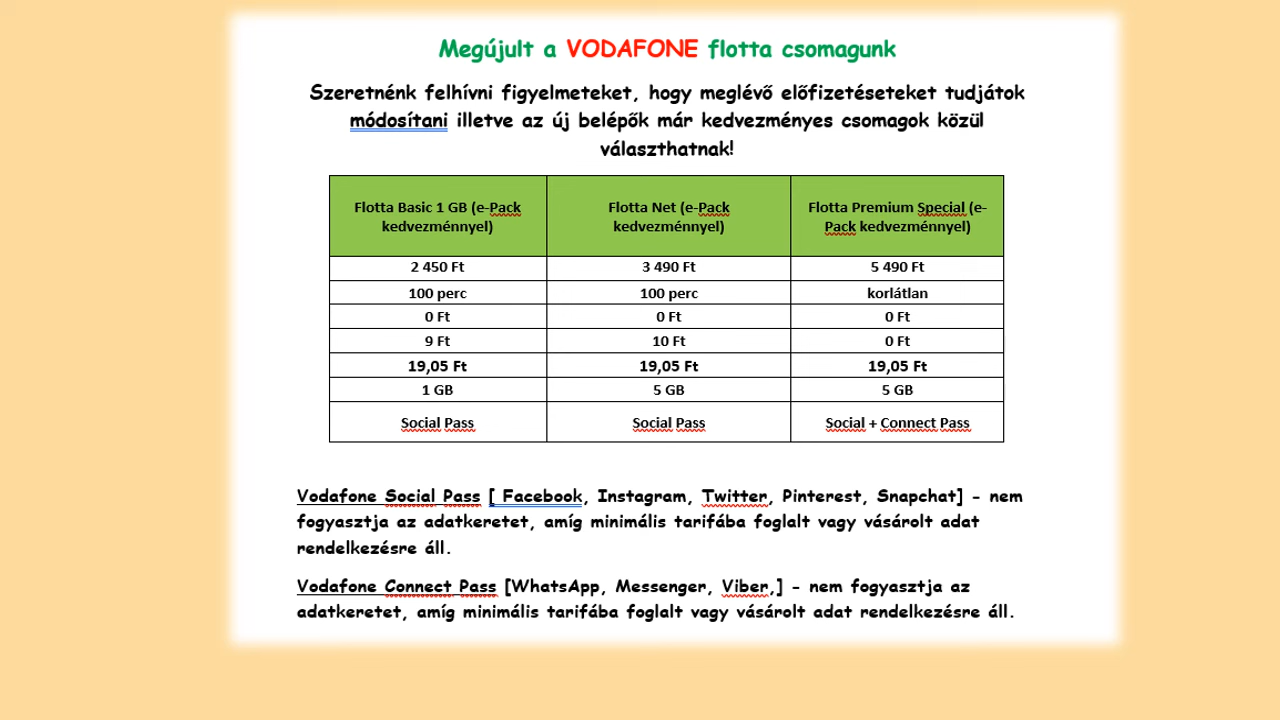 Megújult a VODAFONE flotta csomagunk
Szeretnénk felhívni figyelmeteket, hogy meglévő előfizetéseteket tudjátok
módosítani illetve az új belépők már kedvezményes csomagok közül
választhatnak!
Flotta Basic 1 GB (e-Pack kedvezménnyel) Flotta Net (e-Pack kedvezménnyel) Flotta Premium Special (e-Pack kedvezménnyel)
2 450 Ft 3 490 Ft 5 490 Ft
100 perc 100 perc korlátlan
0 Ft 0 Ft 0 Ft
9 Ft 10 Ft 0 Ft
19,05 Ft 19,05 Ft 19,05 Ft
1 GB 5 GB 5 GB
Social Pass Social Pass Social + Connect Pass
Vodafone Social Pass [ Facebook, Instagram, Twitter, Pinterest, Snapchat] - nem
fogyasztja az adatkeretet, amíg minimális tarifába foglalt vagy vásárolt adat
rendelkezésre áll.
Vodafone Connect Pass [WhatsApp, Messenger, Viber,] - nem fogyasztja az
adatkeretet, amíg minimális tarifába foglalt vagy vásárolt adat rendelkezésre áll.